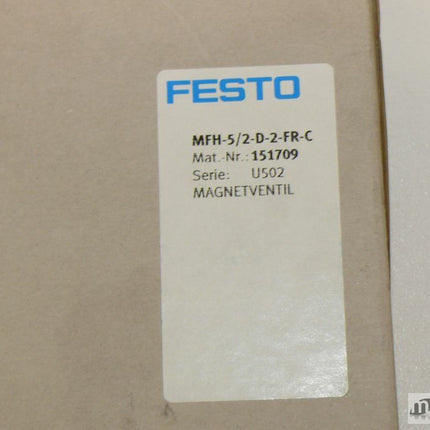 FESTO
MFH-5/2-D-2-FR-C
Mat.-Nr.: 151709
Serie: U502
MAGNETVENTIL